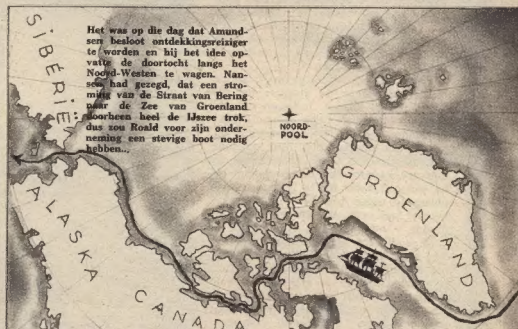 Het was op die dag dat Amund-
sen besloot ontdekkingsreiziger
te worden en hij het idee op-
vatte de doortocht langs het
Noord-Westen te wagen. Nan-
sen had gezegd, dat een stro-
ming van de Straat van Bering
naar de Zee van Groenland
doorheen heel de IJszee trok,
dus zou Roald voor zijn onder-
neming een stevige boot nodig
hebben...
SIBERIË
NOORD-
POOL
GROENLAND
ALASKA
CANADA